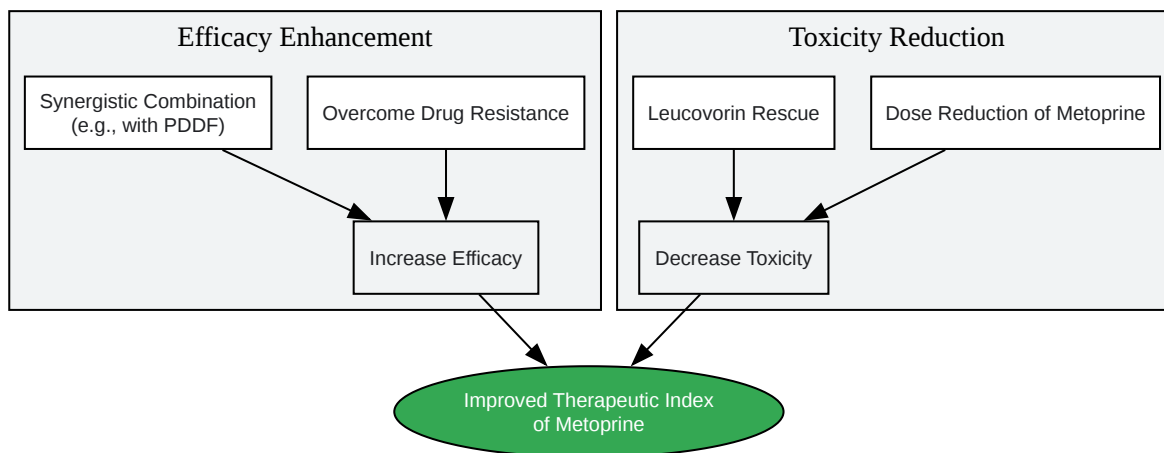 Efficacy Enhancement
Toxicity Reduction
Synergistic Combination
(e.g., with PDDF)
Overcome Drug Resistance
Leucovorin Rescue
Dose Reduction of Metoprine
Increase Efficacy
Decrease Toxicity
Improved Therapeutic Index
of Metoprine